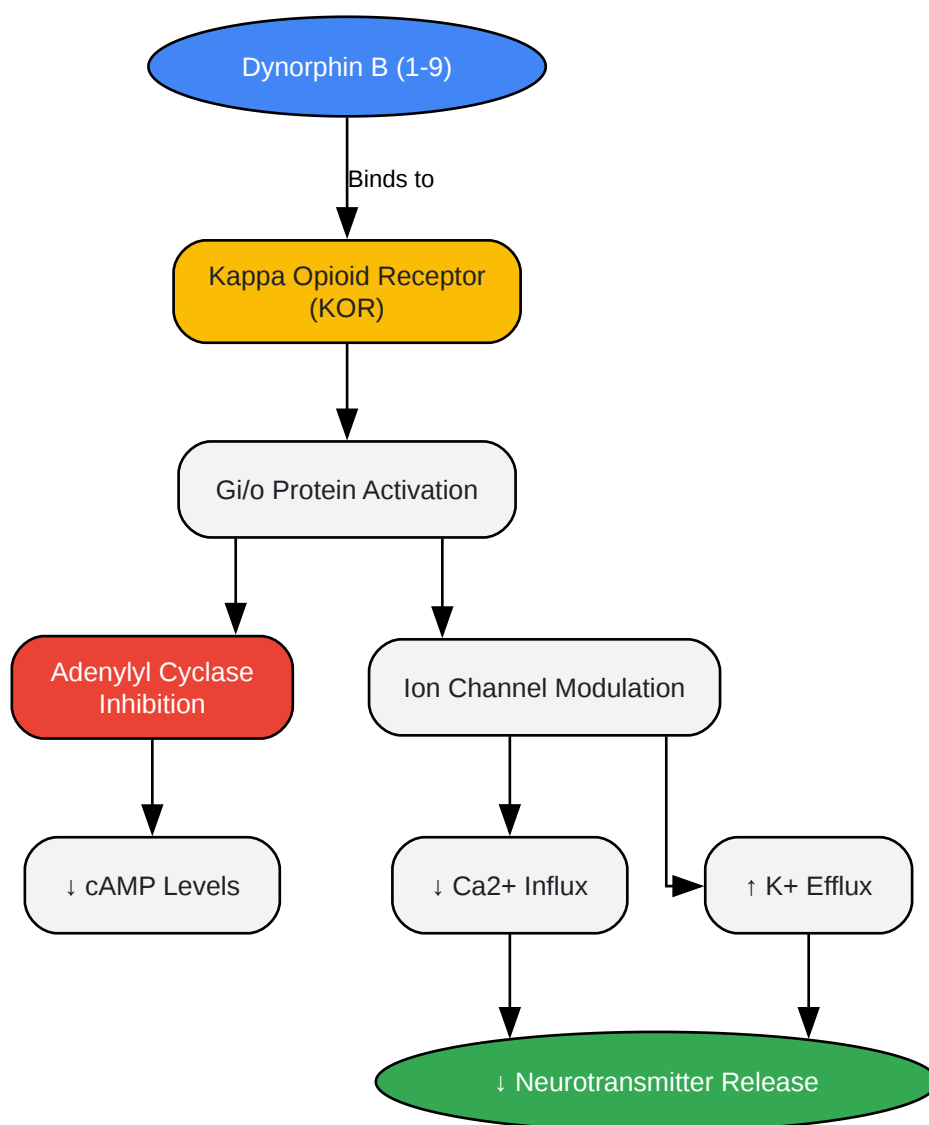 Dynorphin B (1-9)
Binds to
Kappa Opioid Receptor
(KOR)
Gi/o Protein Activation
Adenylyl Cyclase
Inhibition
Ion Channel Modulation
↓ cAMP Levels
↓ Ca2+ Influx
↑ K+ Efflux
↓ Neurotransmitter Release